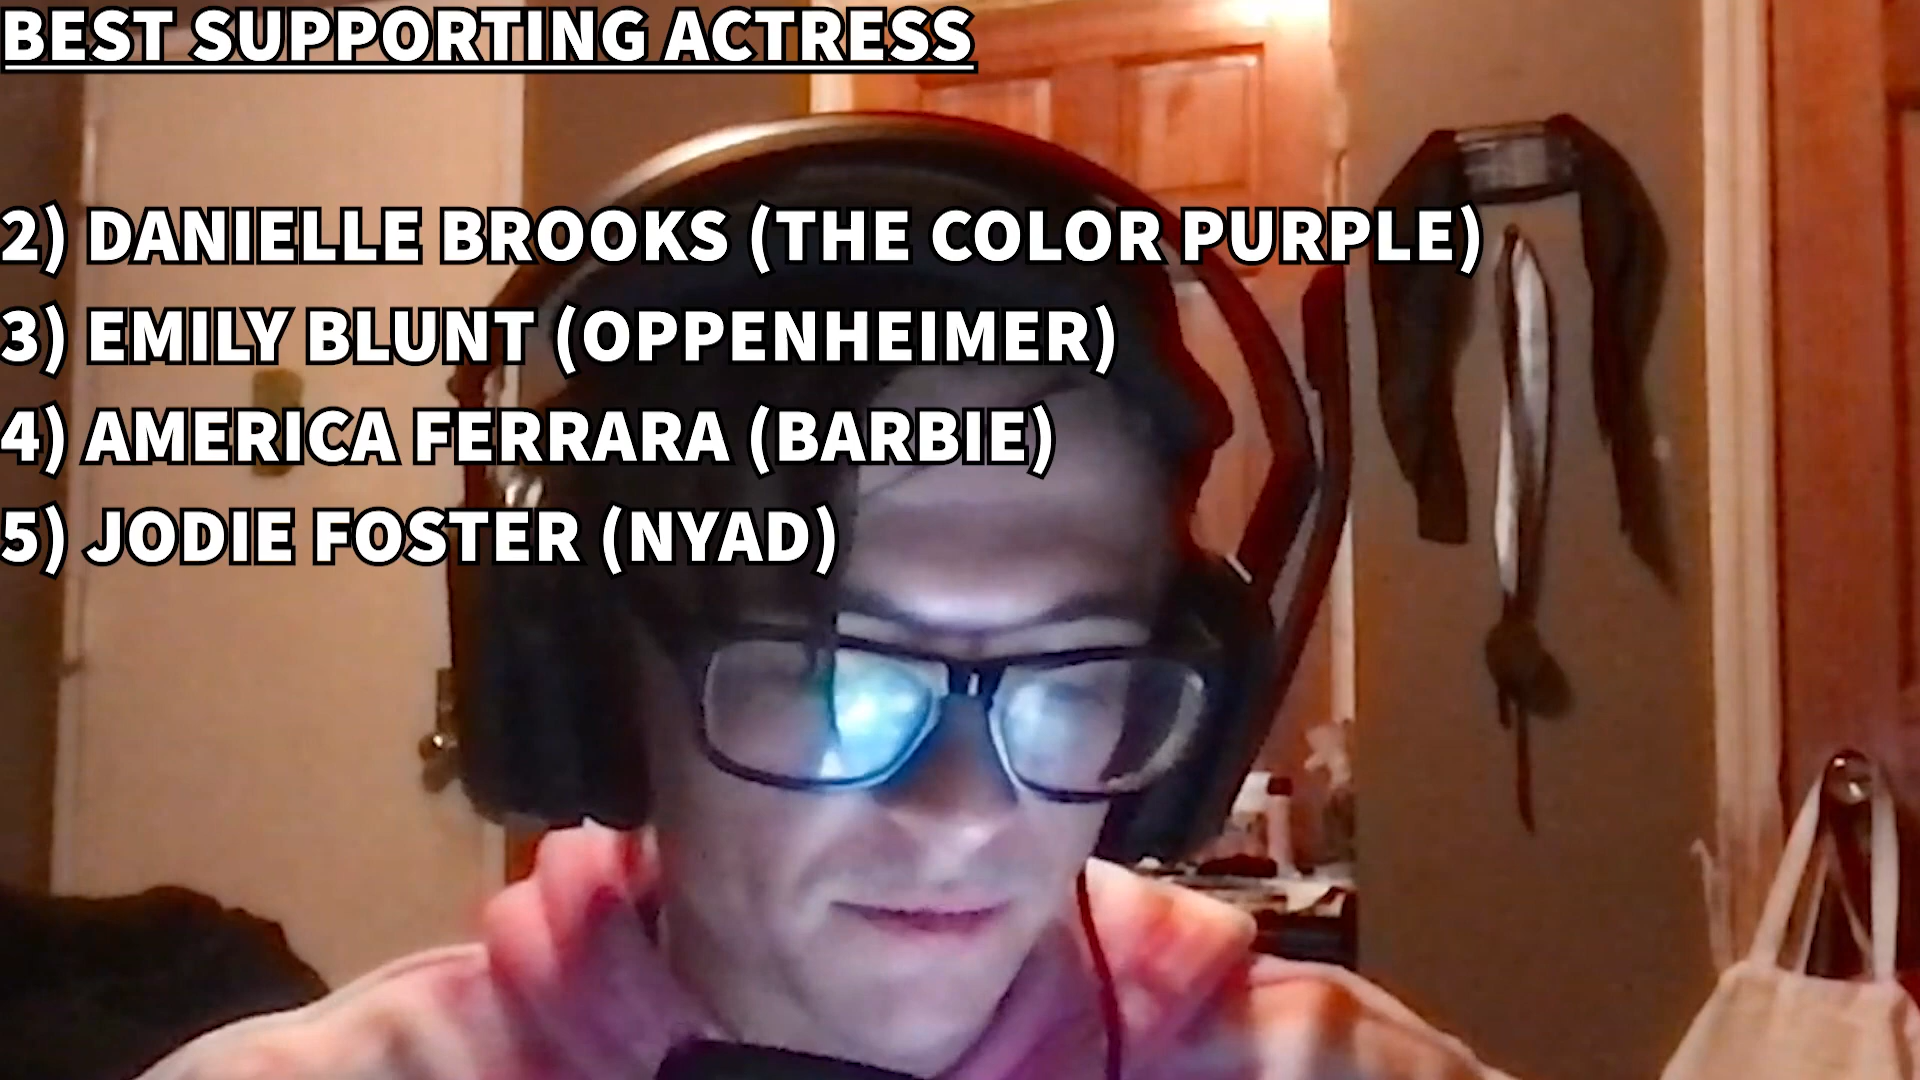 BEST SUPPORTING ACTRESS
2) DANIELLE BROOKS (THE COLOR PURPLE)
3) EMILY BLUNT (OPPENHEIMER)
4) AMERICA FERRARA (BARBIE)
5) JODIE FOSTER (NYAD)